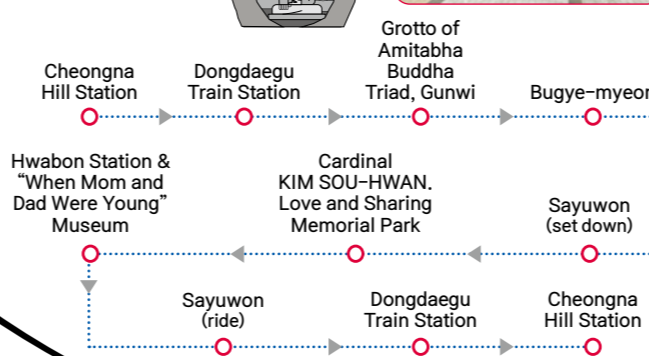 Cheongna
Hill Station
Dongdaegu
Train Station
Grotto of
Amitabha
Buddha
Triad, Gunwi
Hwabon Station &
“When Mom and
Dad Were Young”
Museum
Cardinal
KIM SOU-HWAN.
Love and Sharing
Memorial Park
Sayuwon
(set down)
Sayuwon
(ride)
Dongdaegu
Train Station
Cheongna
Hill Station